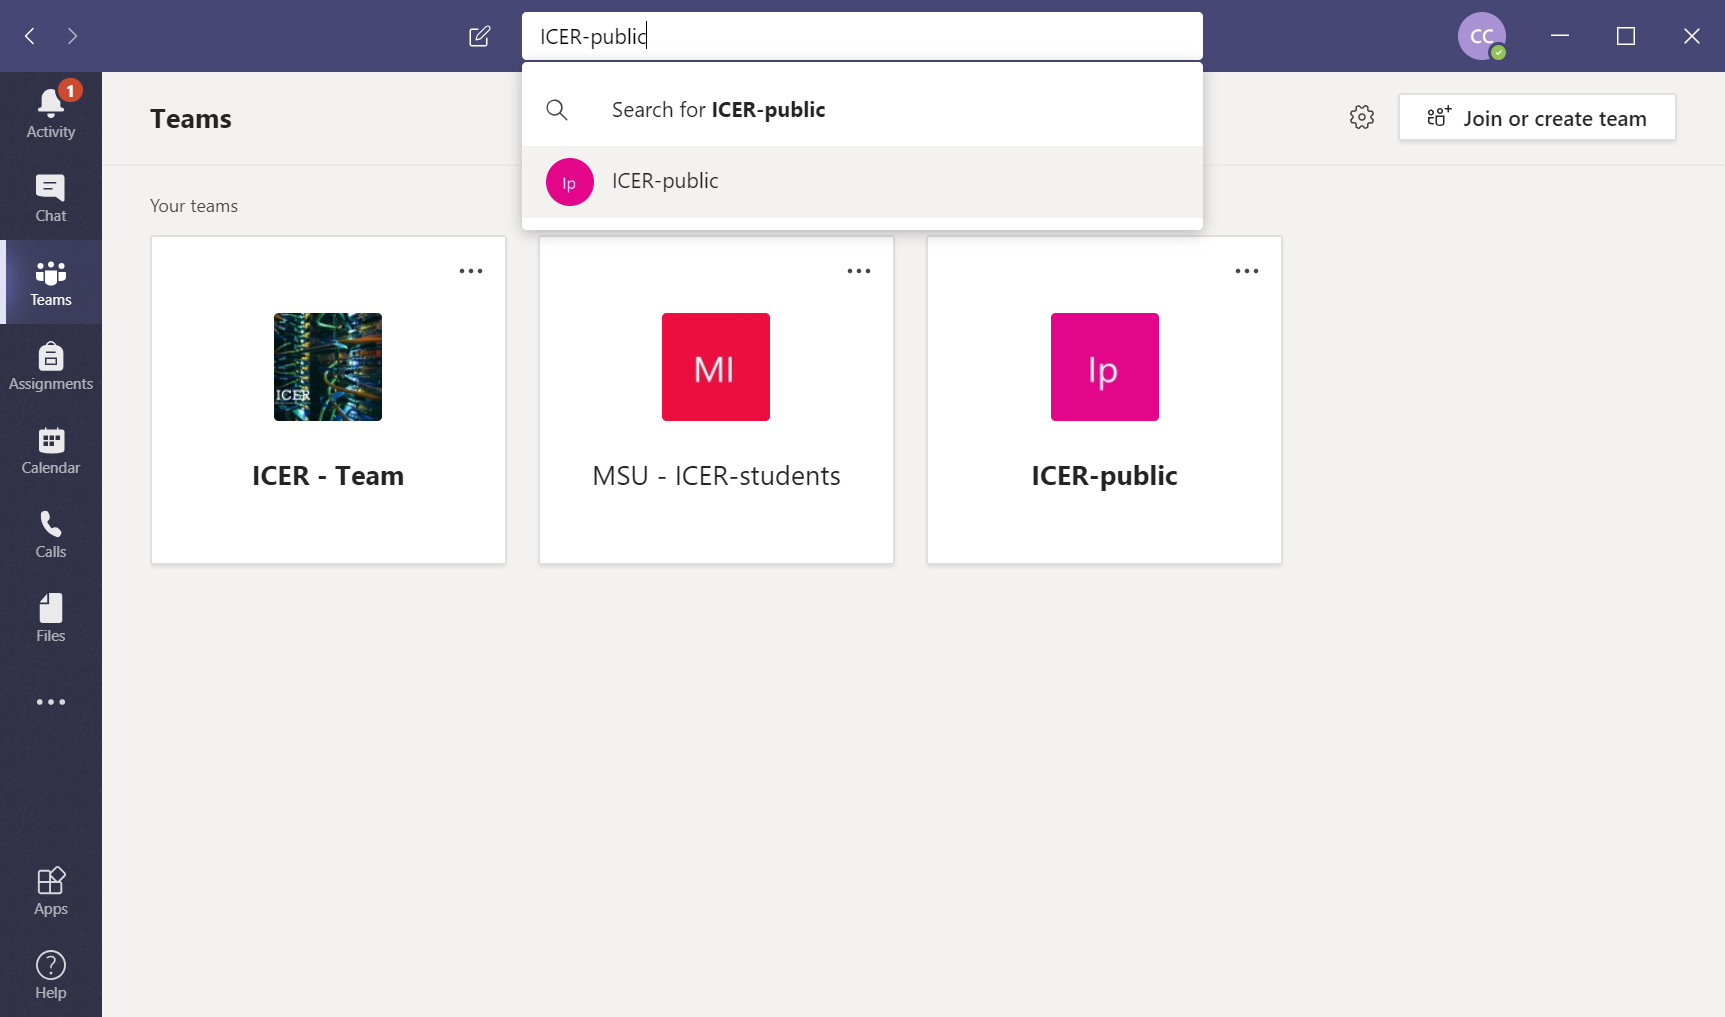 ICER-public
CC
Search for ICER-public
Ip
ICER-public
1
Activity
Chat
Teams
Assignments
Calendar
Calls
Files
Apps
Help
Teams
Join or create team
Your teams
ICER
ICER - Team
MI
MSU - ICER-students
Ip
ICER-public